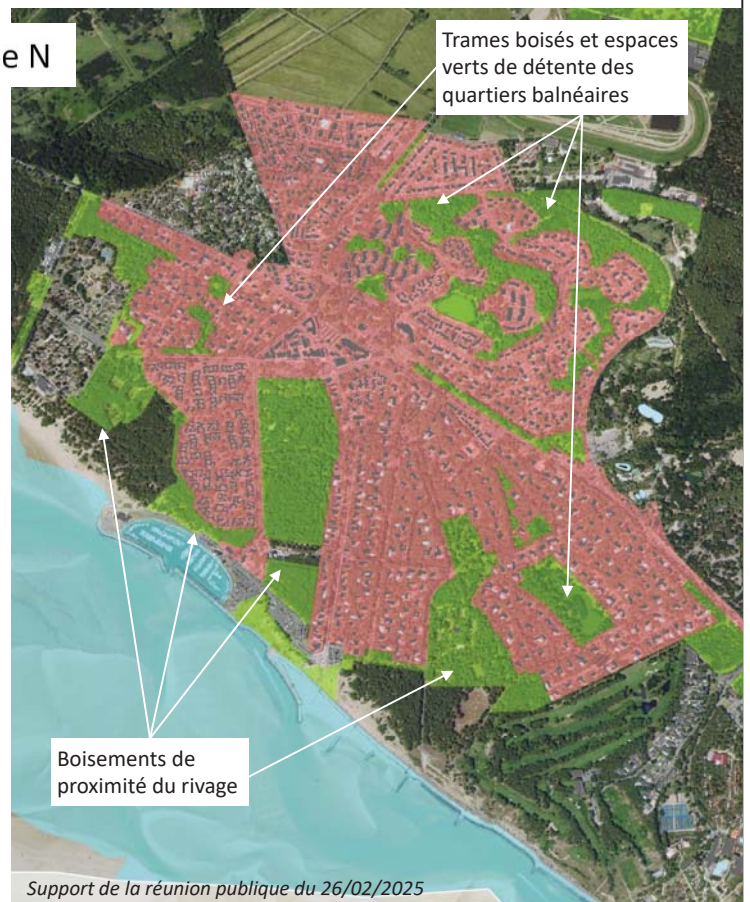 e N
Trames boisés et espaces
verts de détente des
quartiers balnéaires
Boisements de
proximité du rivage
Support de la réunion publique du 26/02/2025